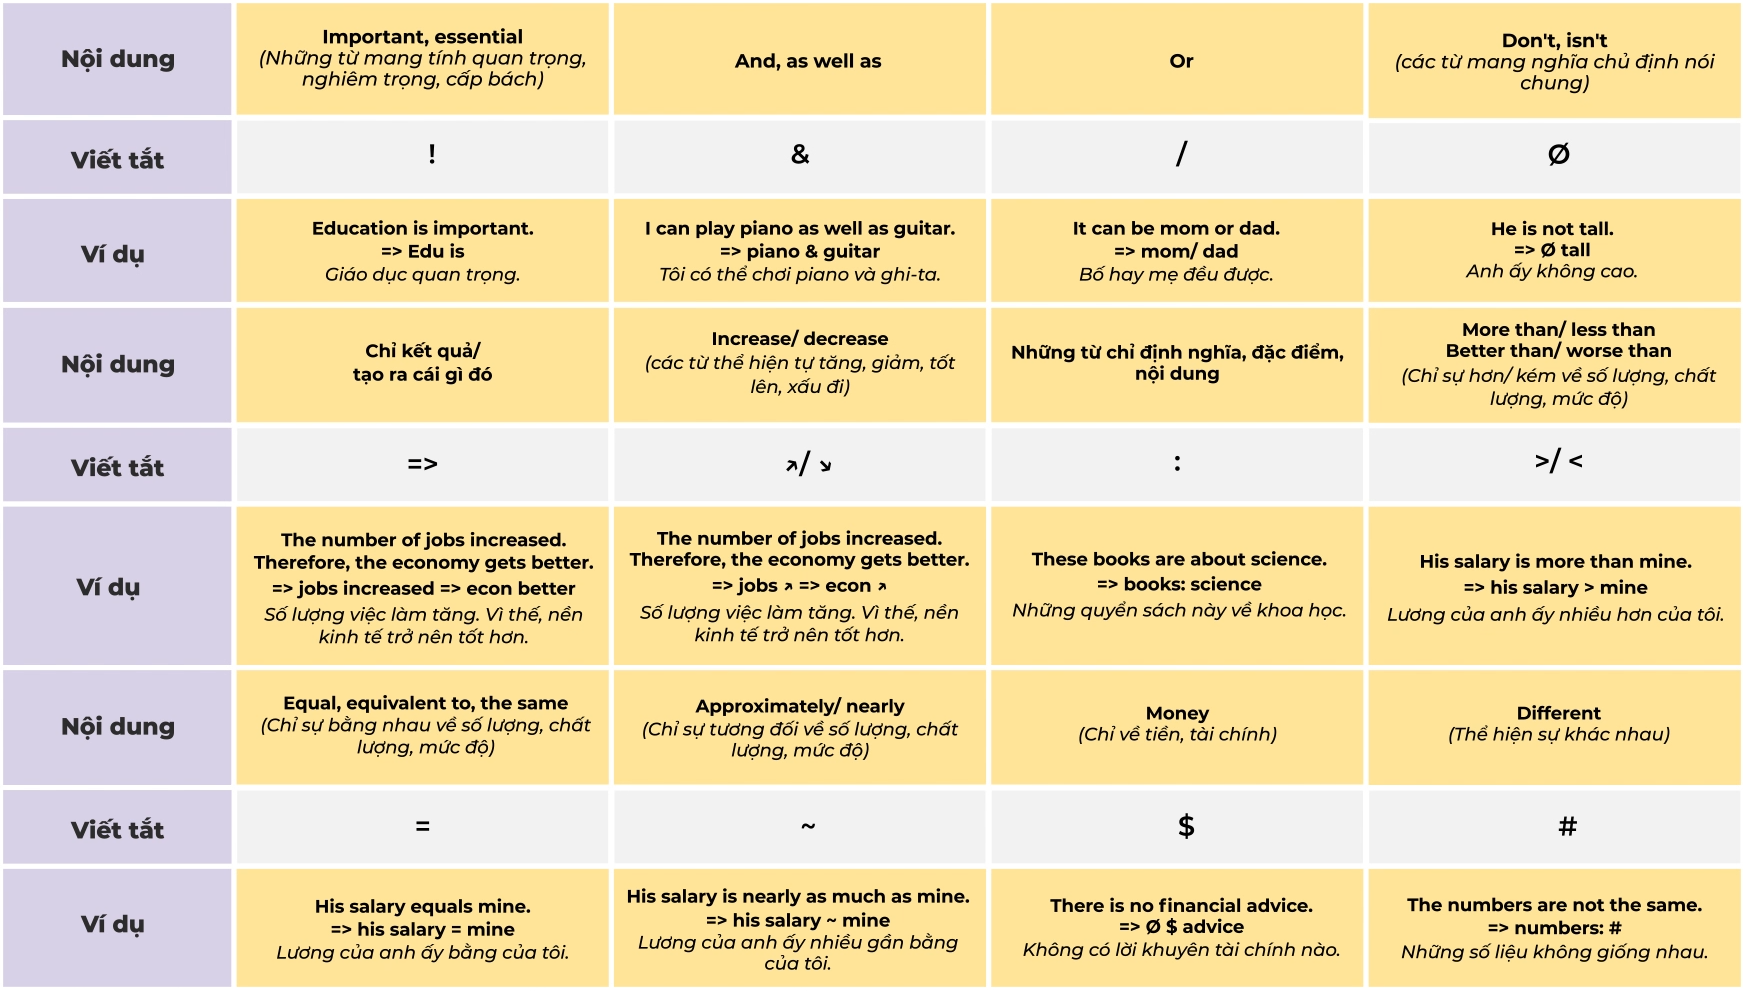 Nội dung
Important, essential
(Những từ mang tính quan trọng,
nghiêm trọng, cấp bách)
And, as well as
Or
Don't, isn't
(các từ mang nghĩa chủ định nói
chung)
Viết tắt
!
&
/
Ø
Ví dụ
Education is important.
=> Edu is
Giáo dục quan trọng.
I can play piano as well as guitar.
=> piano & guitar
Tôi có thể chơi piano và ghi-ta.
It can be mom or dad.
=> mom/ dad
Bố hay mẹ đều được.
He is not tall.
=> Ø tall
Anh ấy không cao.
Nội dung
Chỉ kết quả/
tạo ra cái gì đó
Increase/ decrease
(các từ thể hiện tự tăng, giảm, tốt
lên, xấu đi)
Những từ chỉ định nghĩa, đặc điểm,
nội dung
More than/ less than
Better than/ worse than
(Chỉ sự hơn/ kém về số lượng, chất
lượng, mức độ)
Viết tắt
=>
↗/ ↘
:
>/ <
Ví dụ
The number of jobs increased.
Therefore, the economy gets better.
=> jobs increased => econ better
Số lượng việc làm tăng. Vì thế, nền
kinh tế trở nên tốt hơn.
The number of jobs increased.
Therefore, the economy gets better.
=> jobs ↗ => econ ↗
Số lượng việc làm tăng. Vì thế, nền
kinh tế trở nên tốt hơn.
These books are about science.
=> books: science
Những quyển sách này về khoa học.
His salary is more than mine.
=> his salary > mine
Lương của anh ấy nhiều hơn của tôi.
Nội dung
Equal, equivalent to, the same
(Chỉ sự bằng nhau về số lượng, chất
lượng, mức độ)
Approximately/ nearly
(Chỉ sự tương đối về số lượng, chất
lượng, mức độ)
Money
(Chỉ về tiền, tài chính)
Different
(Thể hiện sự khác nhau)
Viết tắt
=
~
$
#
Ví dụ
His salary equals mine.
=> his salary = mine
Lương của anh ấy bằng của tôi.
His salary is nearly as much as mine.
=> his salary ~ mine
Lương của anh ấy nhiều gần bằng
của tôi.
There is no financial advice.
=> Ø $ advice
Không có lời khuyên tài chính nào.
The numbers are not the same.
=> numbers: #
Những số liệu không giống nhau.